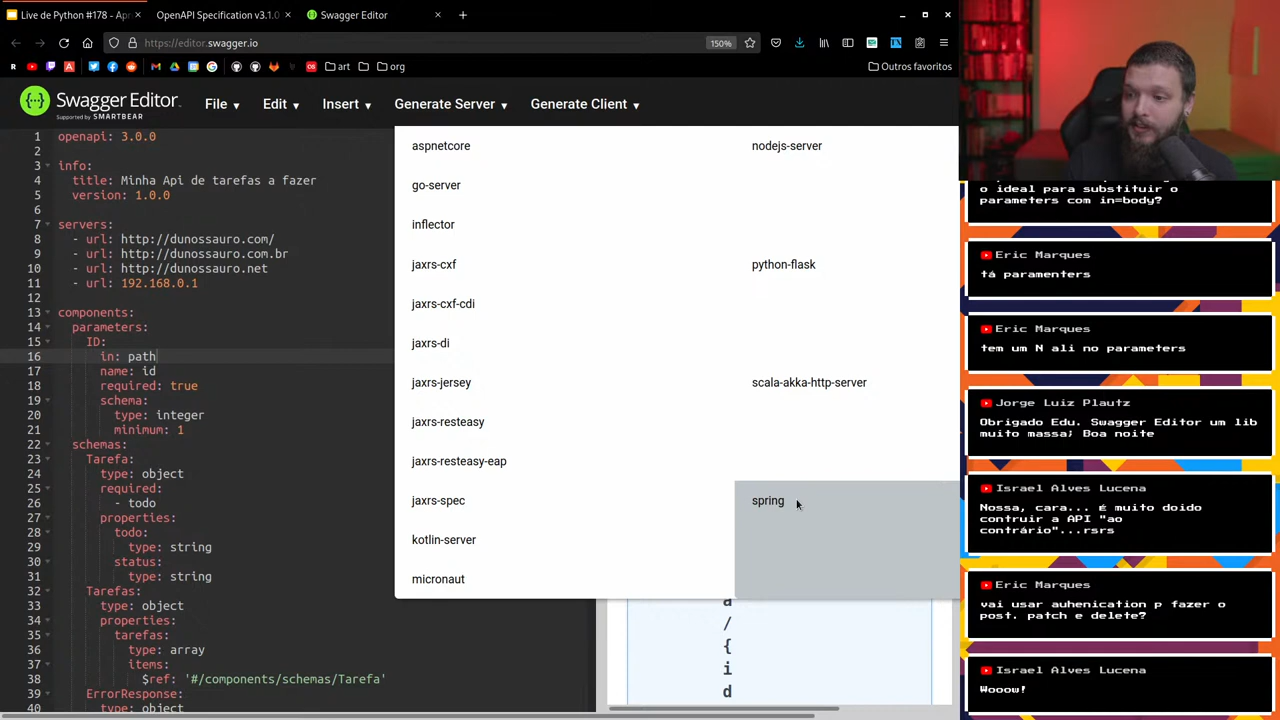 Live de Python #178 - Ap
OpenAPI Specification v3.1.0
Swagger Editor
https://editor.swagger.io
150%
art
org
Outros favoritos
Swagger Editor
Supported by SMARTBEAR
File
Edit
Insert
Generate Server
Generate Client
1 openapi: 3.0.0
2
3 info:
4 title: Minha Api de tarefas a fazer
5 version: 1.0.0
6
7 servers:
8 - url: http://dunossauro.com/
9 - url: http://dunossauro.com.br
10 - url: http://dunossauro.net
11 - url: 192.168.0.1
12
13 components:
14 parameters:
15 ID:
16 in: path
17 name: id
18 required: true
19 schema:
20 type: integer
21 minimum: 1
22 schemas:
23 Tarefa:
24 type: object
25 required:
26 - todo
27 properties:
28 todo:
29 type: string
30 status:
31 type: string
32 Tarefas:
33 type: object
34 properties:
35 tarefas:
36 type: array
37 items:
38 $ref: '#/components/schemas/Tarefa'
39 ErrorResponse:
40 type: object
aspnetcore
go-server
inflector
jaxrs-cxf
jaxrs-cxf-cdi
jaxrs-di
jaxrs-jersey
jaxrs-resteasy
jaxrs-resteasy-eap
jaxrs-spec
kotlin-server
micronaut
nodejs-server
python-flask
scala-akka-http-server
spring
a
/
{
i
d
o ideal para substituir o
parameters com in=body?
Eric Marques
tá paramenters
Eric Marques
tem um N ali no parameters
Jorge Luiz Plautz
Obrigado Edu. Swagger Editor um lib
muito massa; Boa noite
Israel Alves Lucena
Nossa, cara... é muito doido
contruir a API "ao
contrário"...rsrs
Eric Marques
vai usar auhenication p fazer o
post. patch e delete?
Israel Alves Lucena
Wooow!